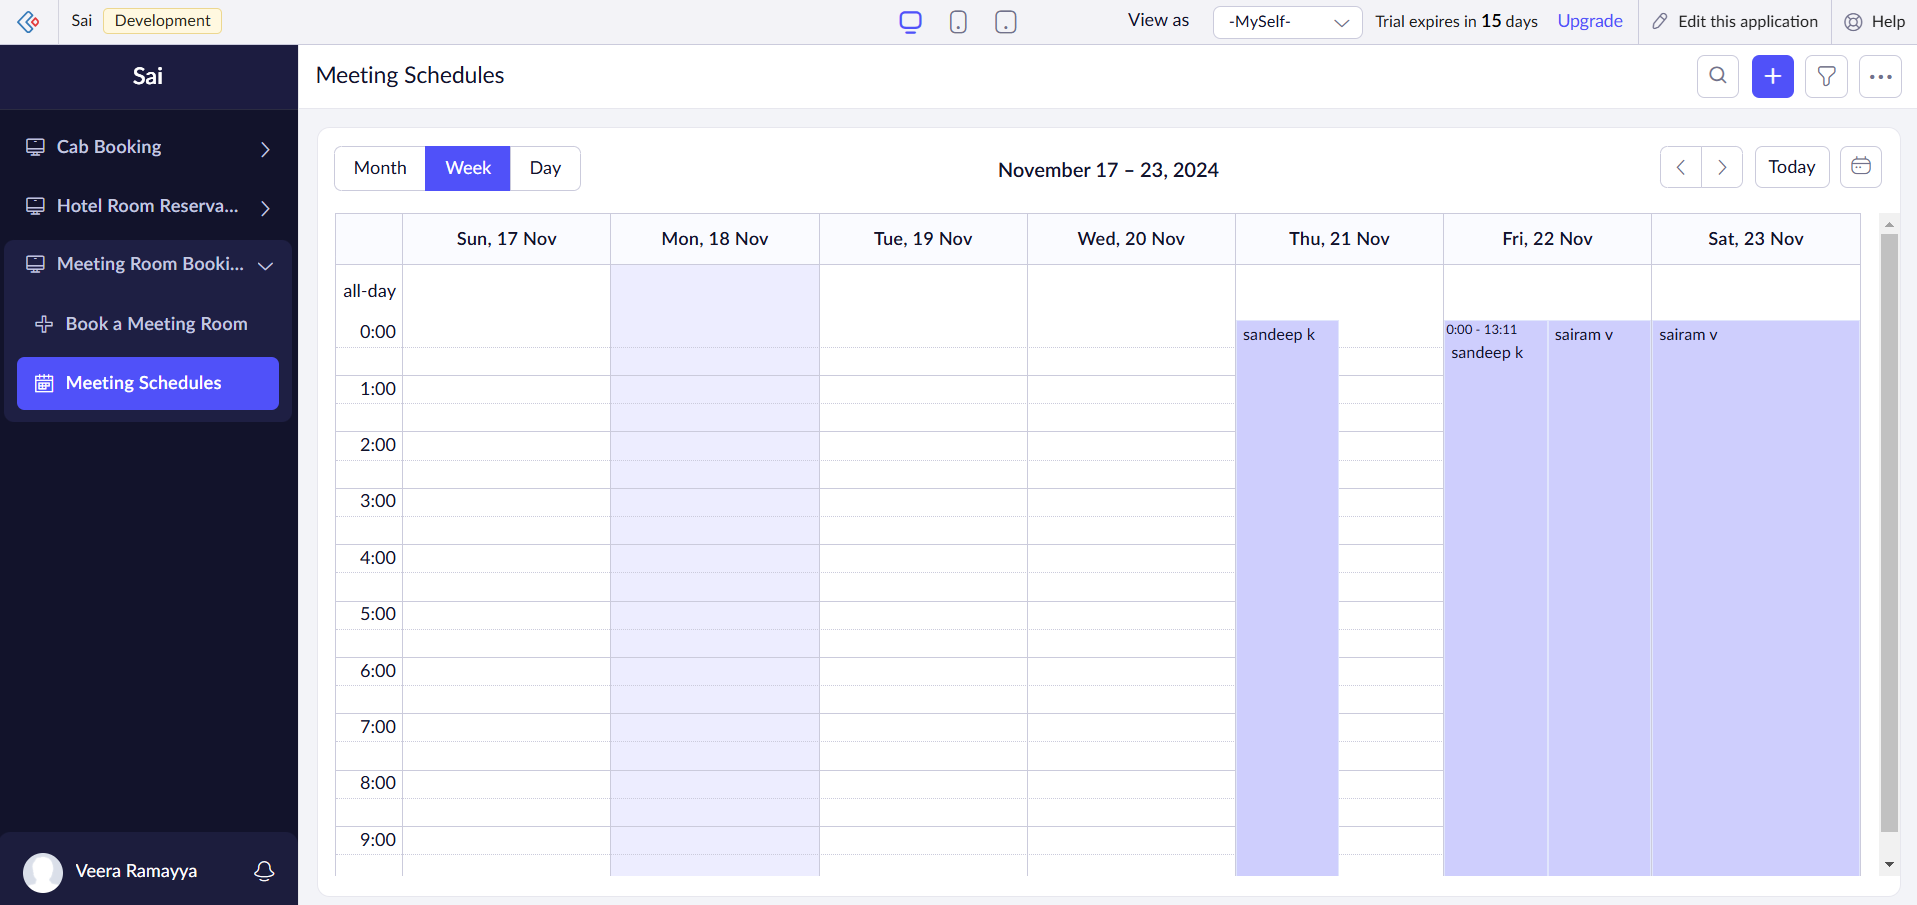 Sai Development View as -MySelf- Trial expires in 15 days Upgrade Edit this application Help
Sai
Cab Booking
Hotel Room Reserva...
Meeting Room Booki...
Book a Meeting Room
Meeting Schedules
Veera Ramayya
Meeting Schedules
Month Week Day
November 17 – 23, 2024
Today
Sun, 17 Nov Mon, 18 Nov Tue, 19 Nov Wed, 20 Nov Thu, 21 Nov Fri, 22 Nov Sat, 23 Nov
all-day
0:00
sandeep k
0:00 - 13:11
sandeep k
sairam v
sairam v
1:00
2:00
3:00
4:00
5:00
6:00
7:00
8:00
9:00